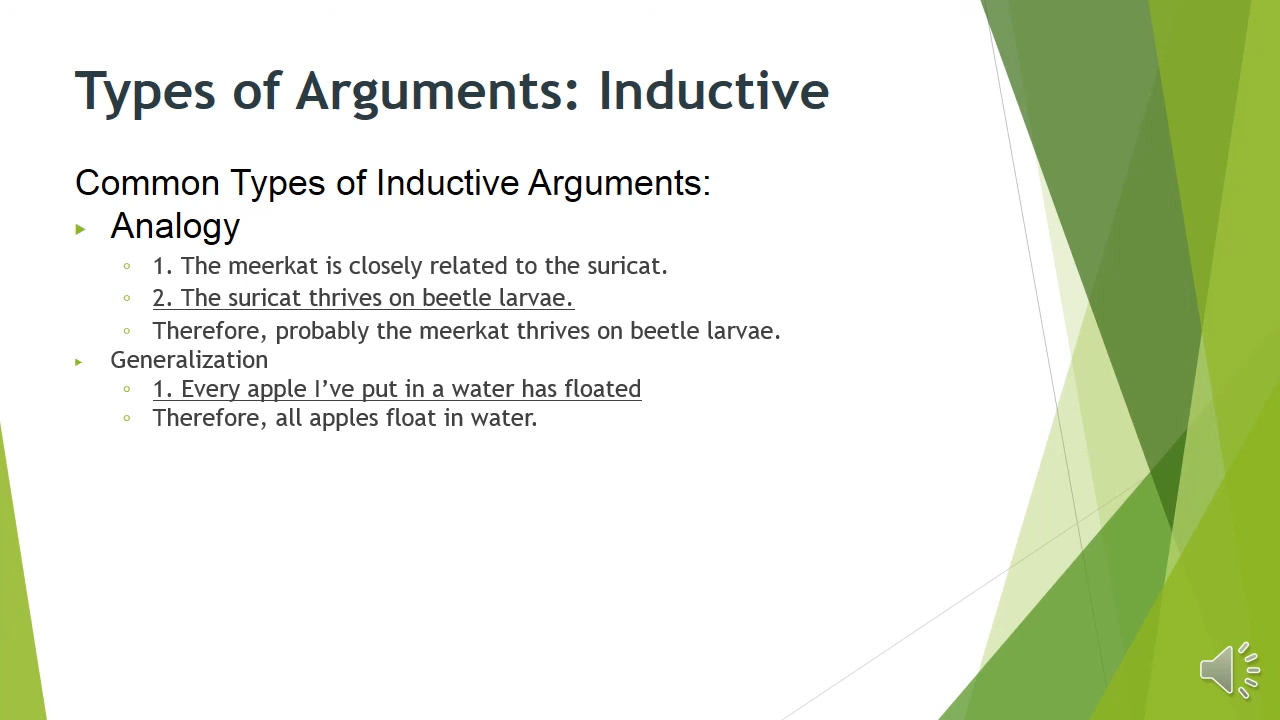 Types of Arguments: Inductive
Common Types of Inductive Arguments:
Analogy
1. The meerkat is closely related to the suricat.
2. The suricat thrives on beetle larvae.
Therefore, probably the meerkat thrives on beetle larvae.
Generalization
1. Every apple I’ve put in a water has floated
Therefore, all apples float in water.